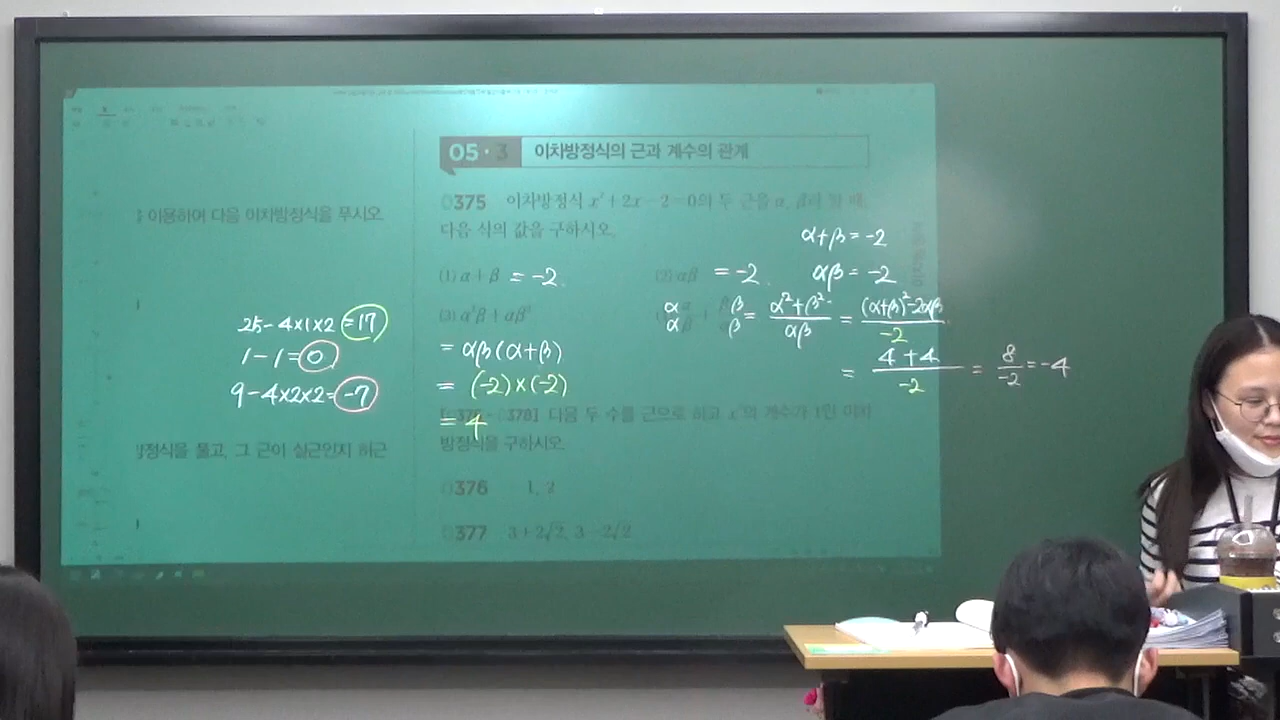 05·3 이차방정식의 근과 계수의 관계
을 이용하여 다음 이차방정식을 푸시오.
0375 이차방정식 x²+2x-2=0의 두 근을 α, β라 할 때,
다음 식의 값을 구하시오.
α+β=-2
(1) α+β =-2
(2) αβ =-2
αβ=-2
25-4×1×2=17
1-1=0
9-4×2×2=-7
(3) α²β+αβ²
=αβ(α+β)
=(-2)×(-2)
=4
= α²+β² / αβ = (α+β)²-2αβ / -2
= 4+4 / -2 = 8 / -2 = -4
방정식을 풀고, 그 근이 실근인지 허근
다음 두 수를 근으로 하고 x²의 계수가 1인 이차
방정식을 구하시오.
0376 1, 2
0377 3+2√2, 3-2√2